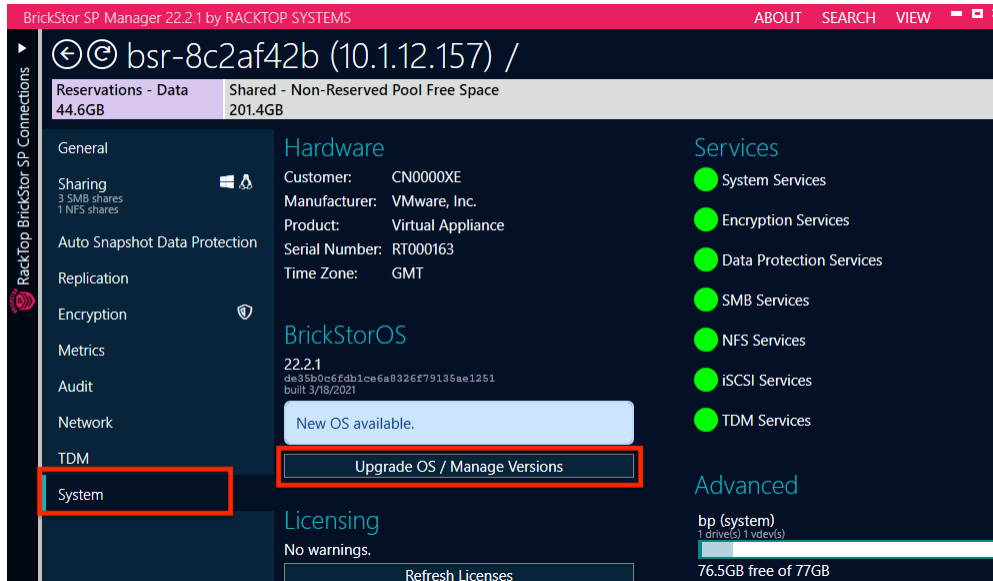 BrickStor SP Manager 22.2.1 by RACKTOP SYSTEMS
ABOUT SEARCH VIEW
RackTop BrickStor SP Connections
bsr-8c2af42b (10.1.12.157) /
Reservations - Data
44.6GB
Shared - Non-Reserved Pool Free Space
201.4GB
General
Sharing
3 SMB shares
1 NFS shares
Auto Snapshot Data Protection
Replication
Encryption
Metrics
Audit
Network
TDM
System
Hardware
Customer: CN0000XE
Manufacturer: VMware, Inc.
Product: Virtual Appliance
Serial Number: RT000163
Time Zone: GMT
BrickStorOS
22.2.1
de35b0c6fdb1ce6a8326f79135ae1251
built 3/18/2021
New OS available.
Upgrade OS / Manage Versions
Licensing
No warnings.
Refresh Licenses
Services
System Services
Encryption Services
Data Protection Services
SMB Services
NFS Services
iSCSI Services
TDM Services
Advanced
bp (system)
1 drive(s) 1 vdev(s)
76.5GB free of 77GB